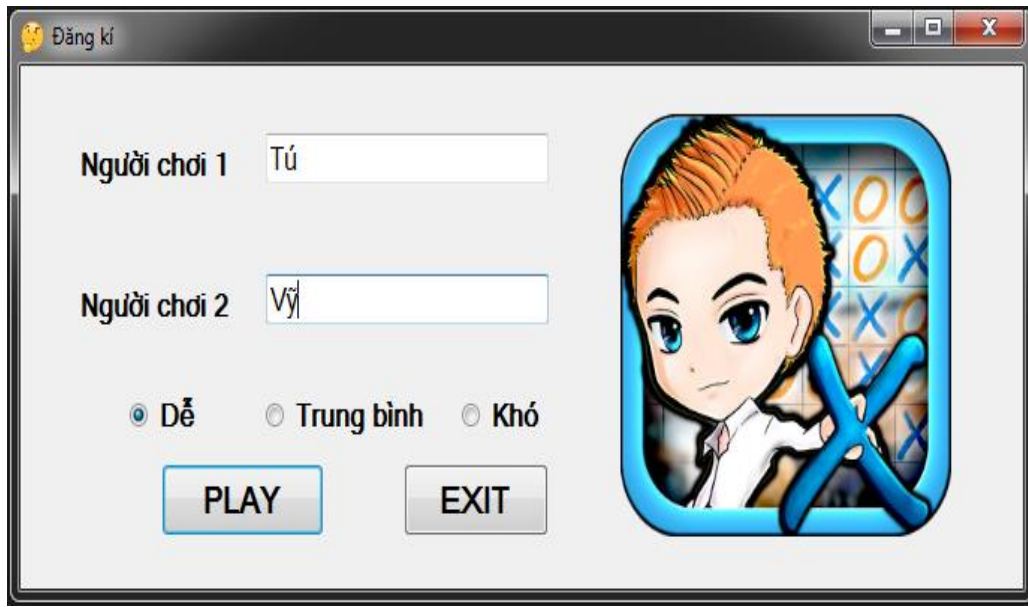 Đăng kí
Người chơi 1 Tú
Người chơi 2 Vỹ
Dễ Trung bình Khó
PLAY EXIT